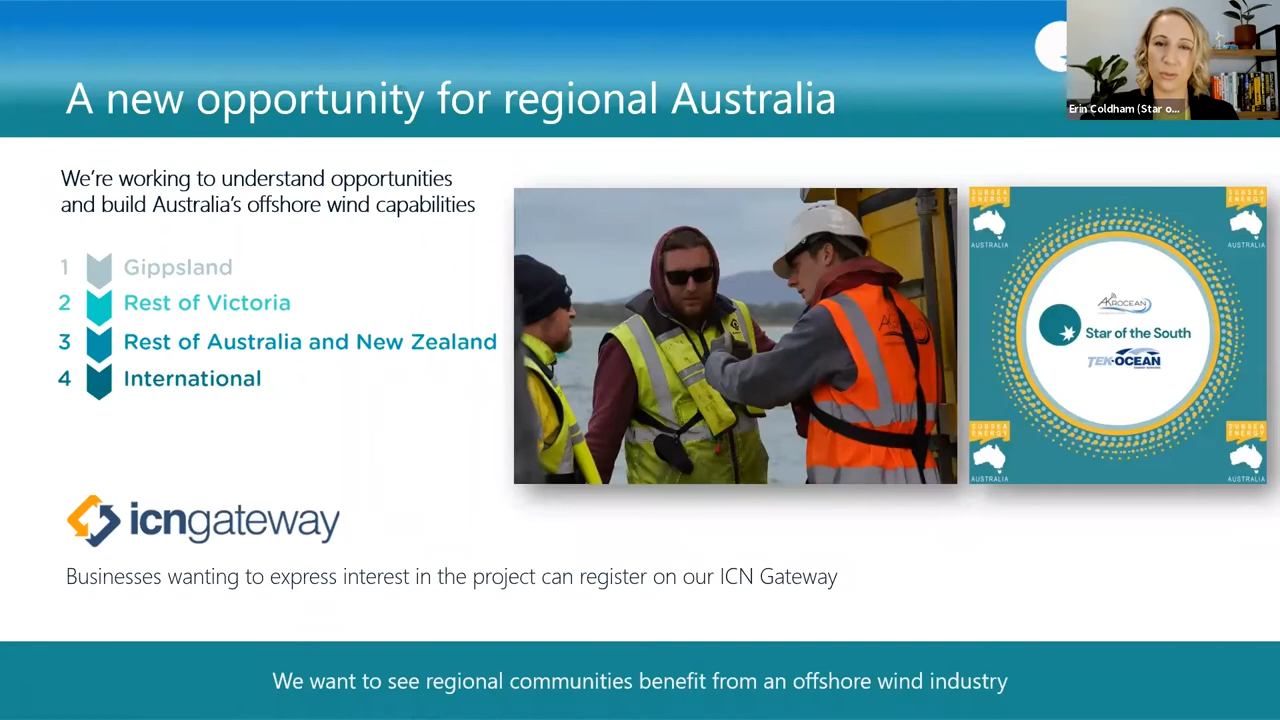 A new opportunity for regional Australia
Erin Coldham (Star o...
We're working to understand opportunities
and build Australia's offshore wind capabilities
1 Gippsland
2 Rest of Victoria
3 Rest of Australia and New Zealand
4 International
SUBSEA
ENERGY
AUSTRALIA
SUBSEA
ENERGY
AUSTRALIA
AKROCEAN
Star of the South
TEK-OCEAN
SUBSEA
ENERGY
AUSTRALIA
SUBSEA
ENERGY
AUSTRALIA
icngateway
Businesses wanting to express interest in the project can register on our ICN Gateway
We want to see regional communities benefit from an offshore wind industry